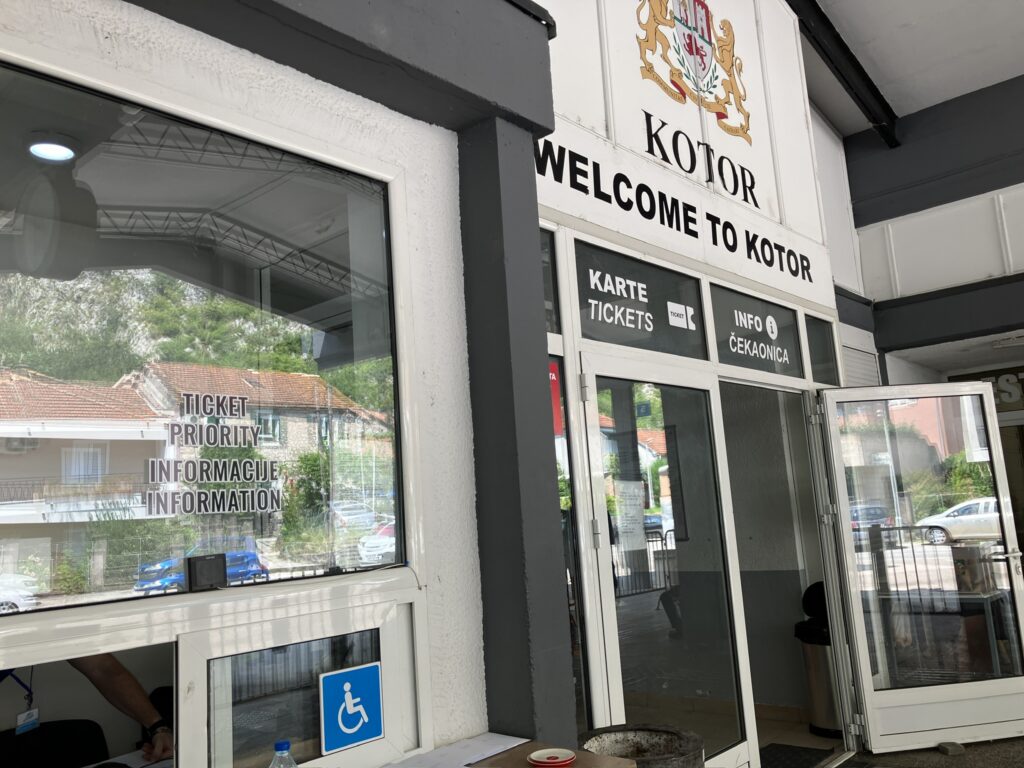 TICKET
PRIORITY
INFORMACIJE
INFORMATION
KOTOR
WELCOME TO KOTOR
KARTE
TICKETS
TICKET
INFO i
ČEKAONICA